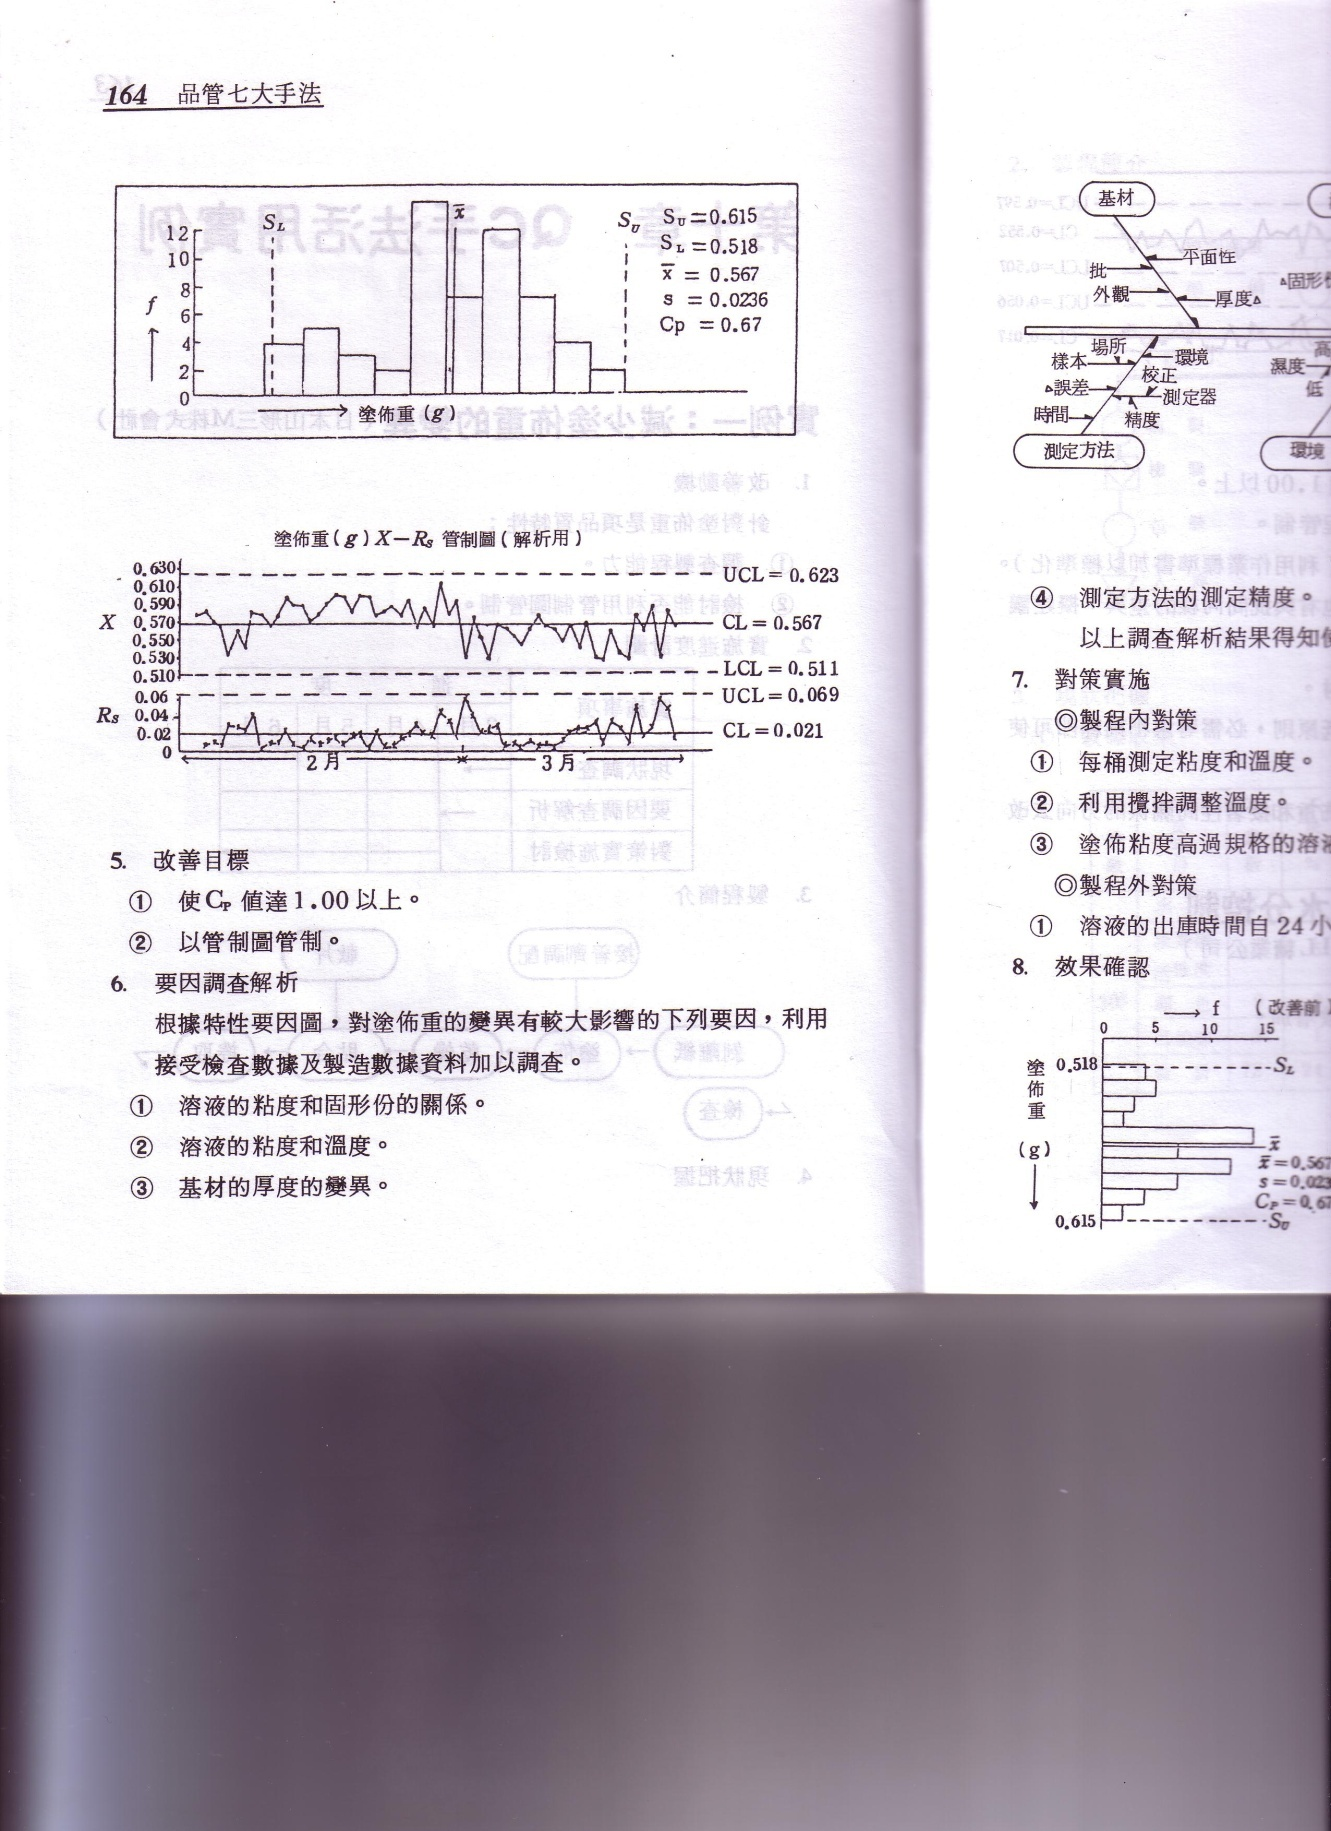 164 品管七大手法
S_L
x̄
S_U
S_U=0.615
S_L=0.518
x̄ = 0.567
s = 0.0236
Cp = 0.67
12
10
8
6
4
2
0
f
塗佈重(g)
塗佈重(g)X－Rs 管制圖(解析用)
X
0.630
0.610
0.590
0.570
0.550
0.530
0.510
UCL=0.623
CL=0.567
LCL=0.511
Rs
0.06
0.04
0.02
0
UCL=0.069
CL=0.021
2月
3月
5. 改善目標
① 使Cp 值達1.00以上。
② 以管制圖管制。
6. 要因調查解析
根據特性要因圖，對塗佈重的變異有較大影響的下列要因，利用
接受檢查數據及製造數據資料加以調查。
① 溶液的粘度和固形份的關係。
② 溶液的粘度和溫度。
③ 基材的厚度的變異。
基材
平面性
批
外觀
厚度△
△固形
場所
樣本
環境
校正
△誤差
測定器
時間
精度
測定方法
高
濕度
低
環境
④ 測定方法的測定精度。
以上調查解析結果得知
7. 對策實施
◎製程內對策
① 每桶測定粘度和溫度。
② 利用攪拌調整溫度。
③ 塗佈粘度高過規格的溶
◎製程外對策
① 溶液的出庫時間自24小
8. 效果確認
f (改善前)
0 5 10 15
塗佈重
(g)
0.518
S_L
x̄
x̄=0.567
s=0.023
Cp=0.67
0.615
S_U